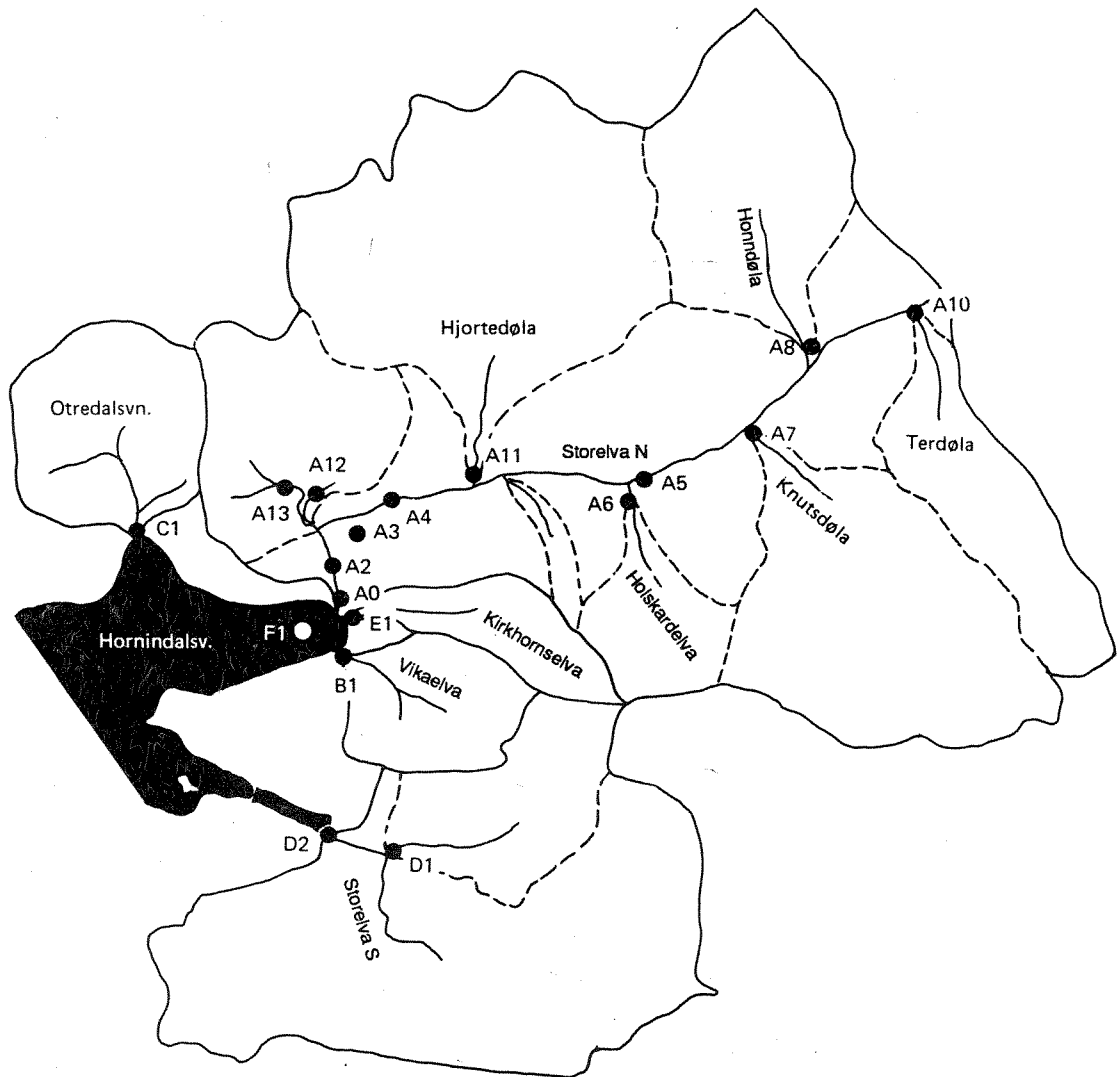 Honndøla
A10
Hjortedøla
A8
Otredalsvn.
A7
Terdøla
A11
Storelva N
A12
A5
Knutsdøla
A6
A13
A4
C1
A3
A2
Holskardelva
A0
E1
F1
Hornindalsv.
Kirkhornselva
Vikaelva
B1
D2
D1
Storelva S